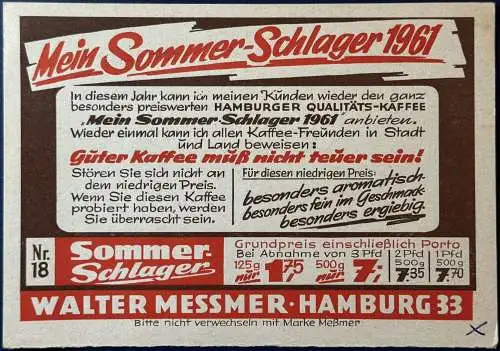 Mein Sommer-Schlager 1961
In diesem Jahr kann ich meinen Kunden wieder den ganz
besonders preiswerten HAMBURGER QUALITÄTS-KAFFEE
„Mein Sommer-Schlager 1961" anbieten.
Wieder einmal kann ich allen Kaffee-Freunden in Stadt
und Land beweisen:
Guter Kaffee muß nicht teuer sein!
Stören Sie sich nicht an
dem niedrigen Preis.
Wenn Sie diesen Kaffee
probiert haben, werden
Sie überrascht sein.
Für diesen niedrigen Preis:
besonders aromatisch-
besonders fein im Geschmack-
besonders ergiebig.
Nr. 18
Sommer-
Schlager
Grundpreis einschließlich Porto
Bei Abnahme von 3 Pfd 2 Pfd 1 Pfd
125g nur 1,75 500g nur 7,- 500g 7.35 500g 7.70
WALTER MESSMER · HAMBURG 33
Bitte nicht verwechseln mit Marke Meßmer